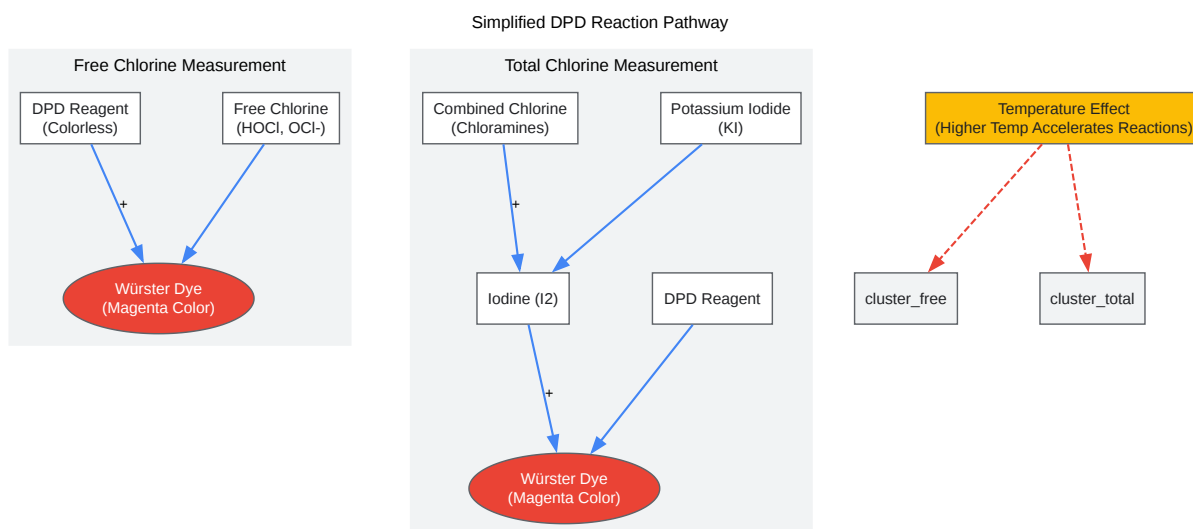 Simplified DPD Reaction Pathway
Free Chlorine Measurement
DPD Reagent
(Colorless)
Free Chlorine
(HOCl, OCl-)
+
Würster Dye
(Magenta Color)
Total Chlorine Measurement
Combined Chlorine
(Chloramines)
Potassium Iodide
(KI)
+
Iodine (I2)
DPD Reagent
+
Würster Dye
(Magenta Color)
Temperature Effect
(Higher Temp Accelerates Reactions)
cluster_free
cluster_total